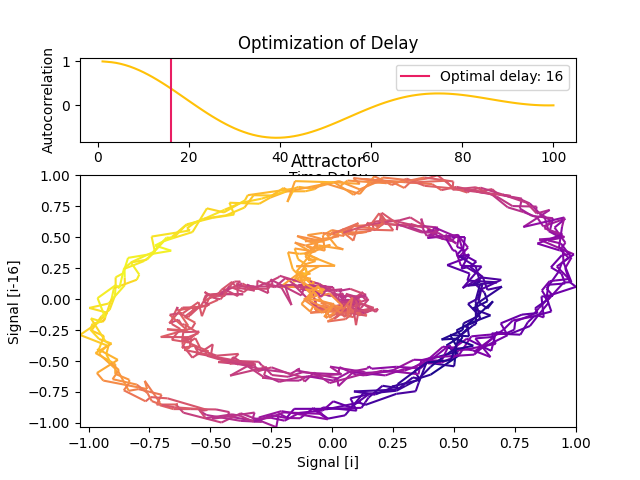 Optimization of Delay
Autocorrelation
1
0
Optimal delay: 16
0 20 40 60 80 100
Attractor
Signal [i-16]
1.00
0.75
0.50
0.25
0.00
−0.25
−0.50
−0.75
−1.00
−1.00 −0.75 −0.50 −0.25 0.00 0.25 0.50 0.75 1.00
Signal [i]